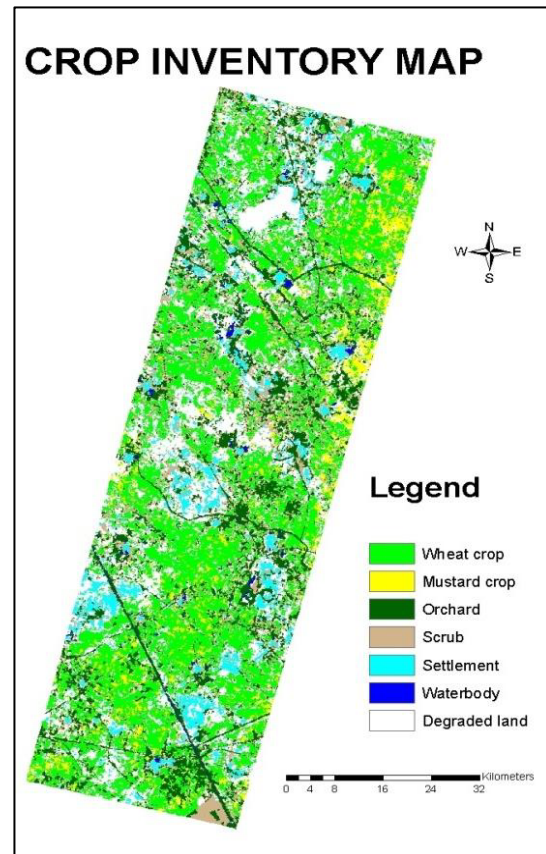 CROP INVENTORY MAP
N
W E
S
Legend
Wheat crop
Mustard crop
Orchard
Scrub
Settlement
Waterbody
Degraded land
Kilometers
0 4 8 16 24 32